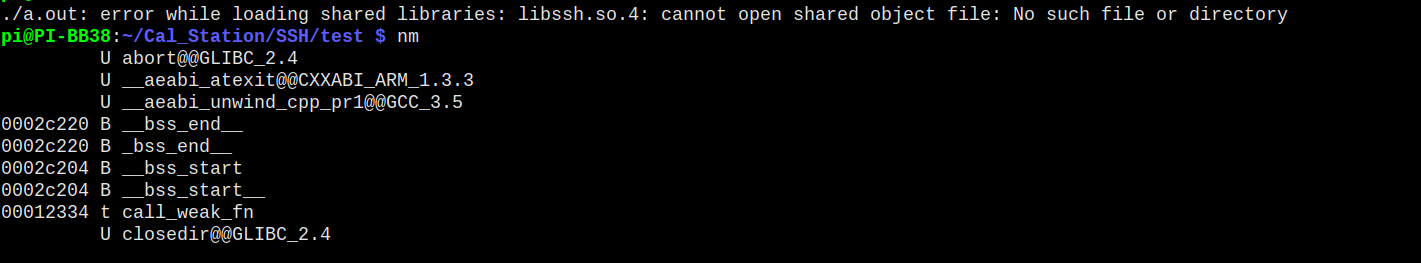 ./a.out: error while loading shared libraries: libssh.so.4: cannot open shared object file: No such file or directory
pi@PI-BB38:~/Cal_Station/SSH/test $ nm
         U abort@@GLIBC_2.4
         U __aeabi_atexit@@CXXABI_ARM_1.3.3
         U __aeabi_unwind_cpp_pr1@@GCC_3.5
0002c220 B __bss_end__
0002c220 B _bss_end__
0002c204 B __bss_start
0002c204 B __bss_start__
00012334 t call_weak_fn
         U closedir@@GLIBC_2.4